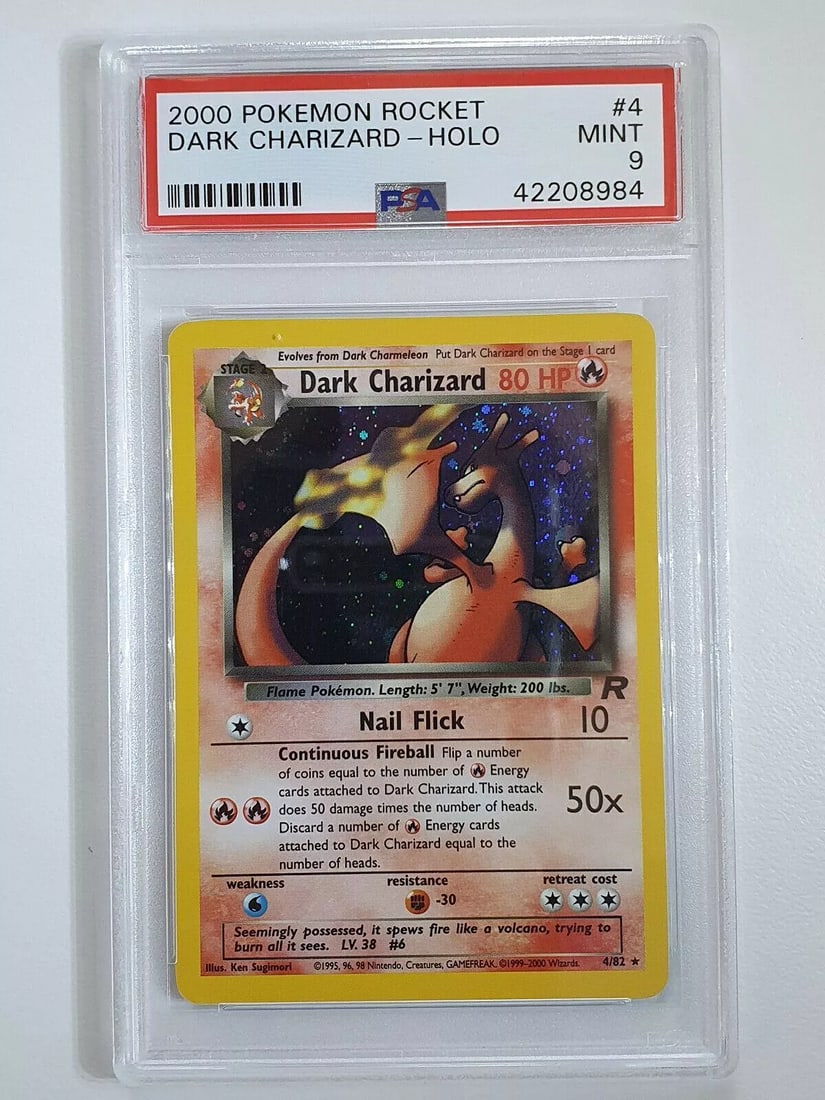 2000 POKEMON ROCKET #4
DARK CHARIZARD - HOLO MINT
9
PSA 42208984
Evolves from Dark Charmeleon Put Dark Charizard on the Stage 1 card
STAGE 2
Dark Charizard 80 HP
Flame Pokémon. Length: 5' 7", Weight: 200 lbs. R
Nail Flick 10
Continuous Fireball Flip a number
of coins equal to the number of Energy
cards attached to Dark Charizard. This attack
does 50 damage times the number of heads. 50x
Discard a number of Energy cards
attached to Dark Charizard equal to the
number of heads.
weakness resistance retreat cost
-30
Seemingly possessed, it spews fire like a volcano, trying to
burn all it sees. LV. 38 #6
Illus. Ken Sugimori ©1995, 96, 98 Nintendo, Creatures, GAMEFREAK. ©1999-2000 Wizards. 4/82 ★